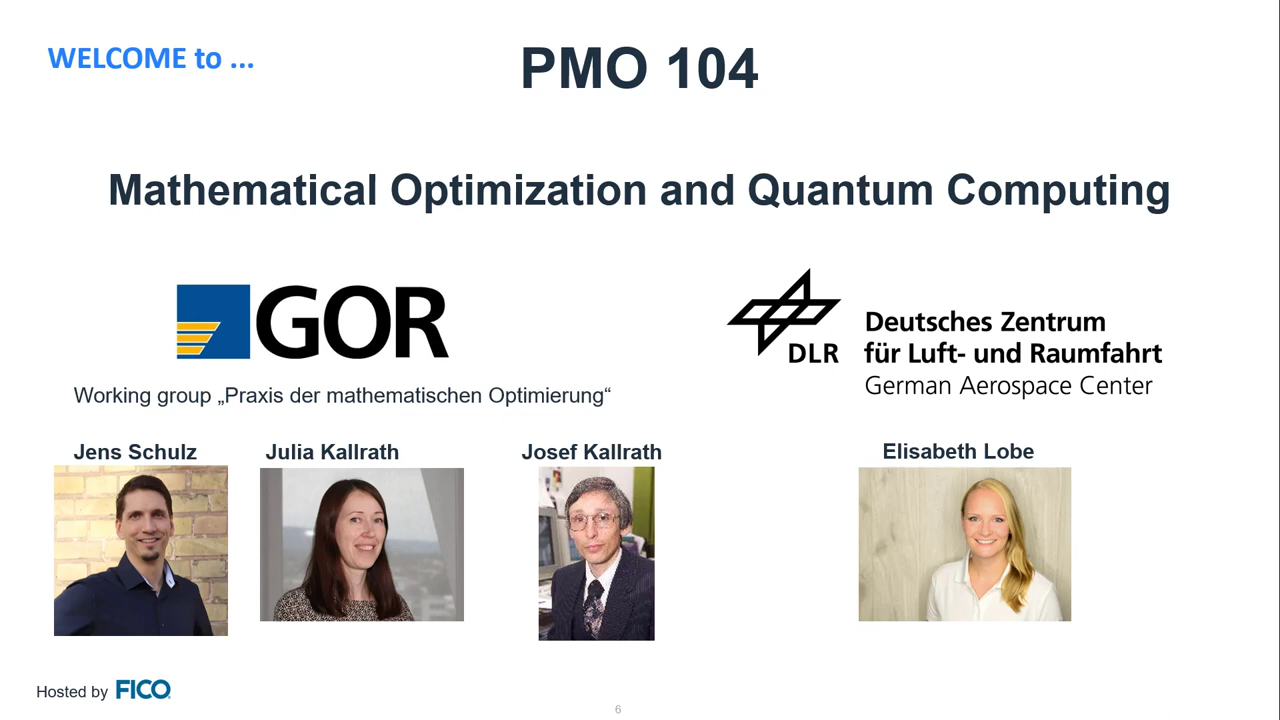 WELCOME to ...
PMO 104
Mathematical Optimization and Quantum Computing
GOR
DLR
Deutsches Zentrum
für Luft- und Raumfahrt
German Aerospace Center
Working group „Praxis der mathematischen Optimierung“
Jens Schulz
Julia Kallrath
Josef Kallrath
Elisabeth Lobe
Hosted by FICO
6